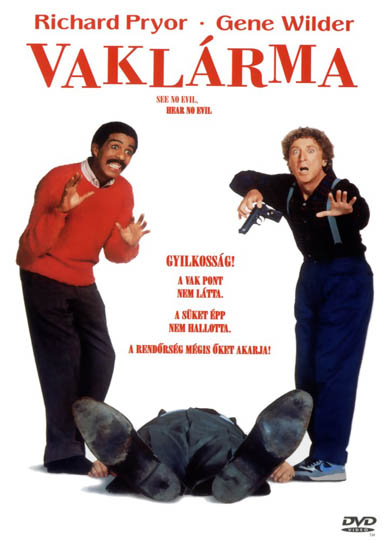 Richard Pryor · Gene Wilder
VAKLÁRMA
SEE NO EVIL,
HEAR NO EVIL
GYILKOSSÁG!
A VAK PONT
NEM LÁTTA.
A SÜKET ÉPP
NEM HALLOTTA.
A RENDŐRSÉG MÉGIS ŐKET AKARJA!
DVD
VIDEO